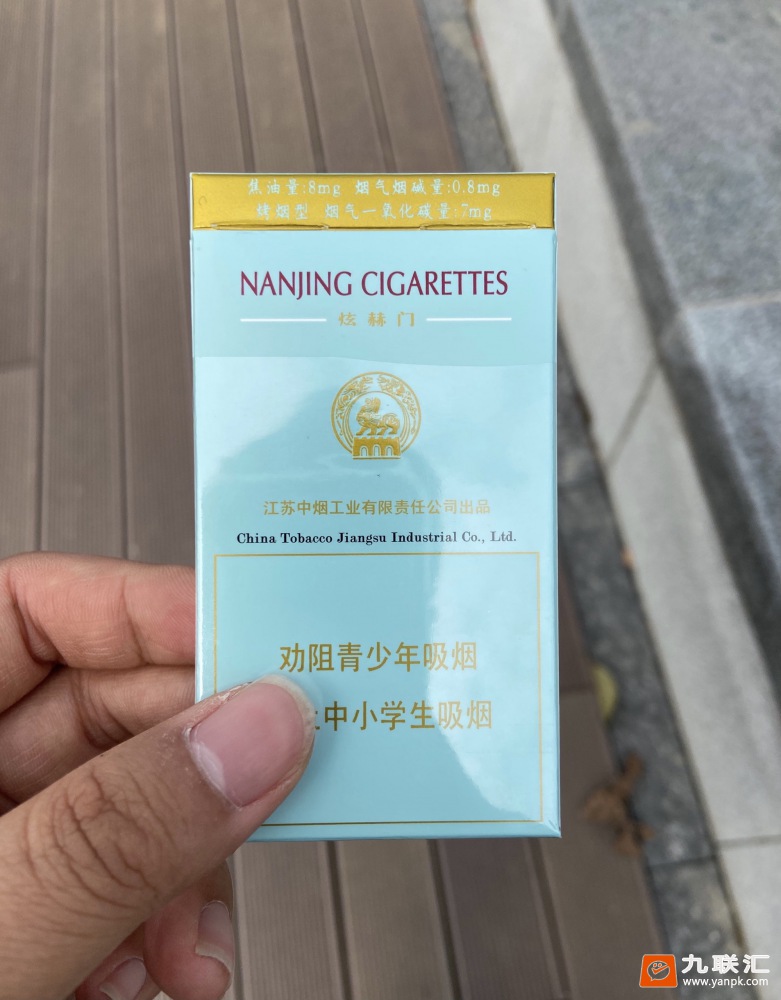 焦油量:8mg 烟气烟碱量:0.8mg
烤烟型 烟气一氧化碳量:7mg
NANJING CIGARETTES
炫赫门
江苏中烟工业有限责任公司出品
China Tobacco Jiangsu Industrial Co., Ltd.
劝阻青少年吸烟
中小学生吸烟
九联汇
www.yanpk.com